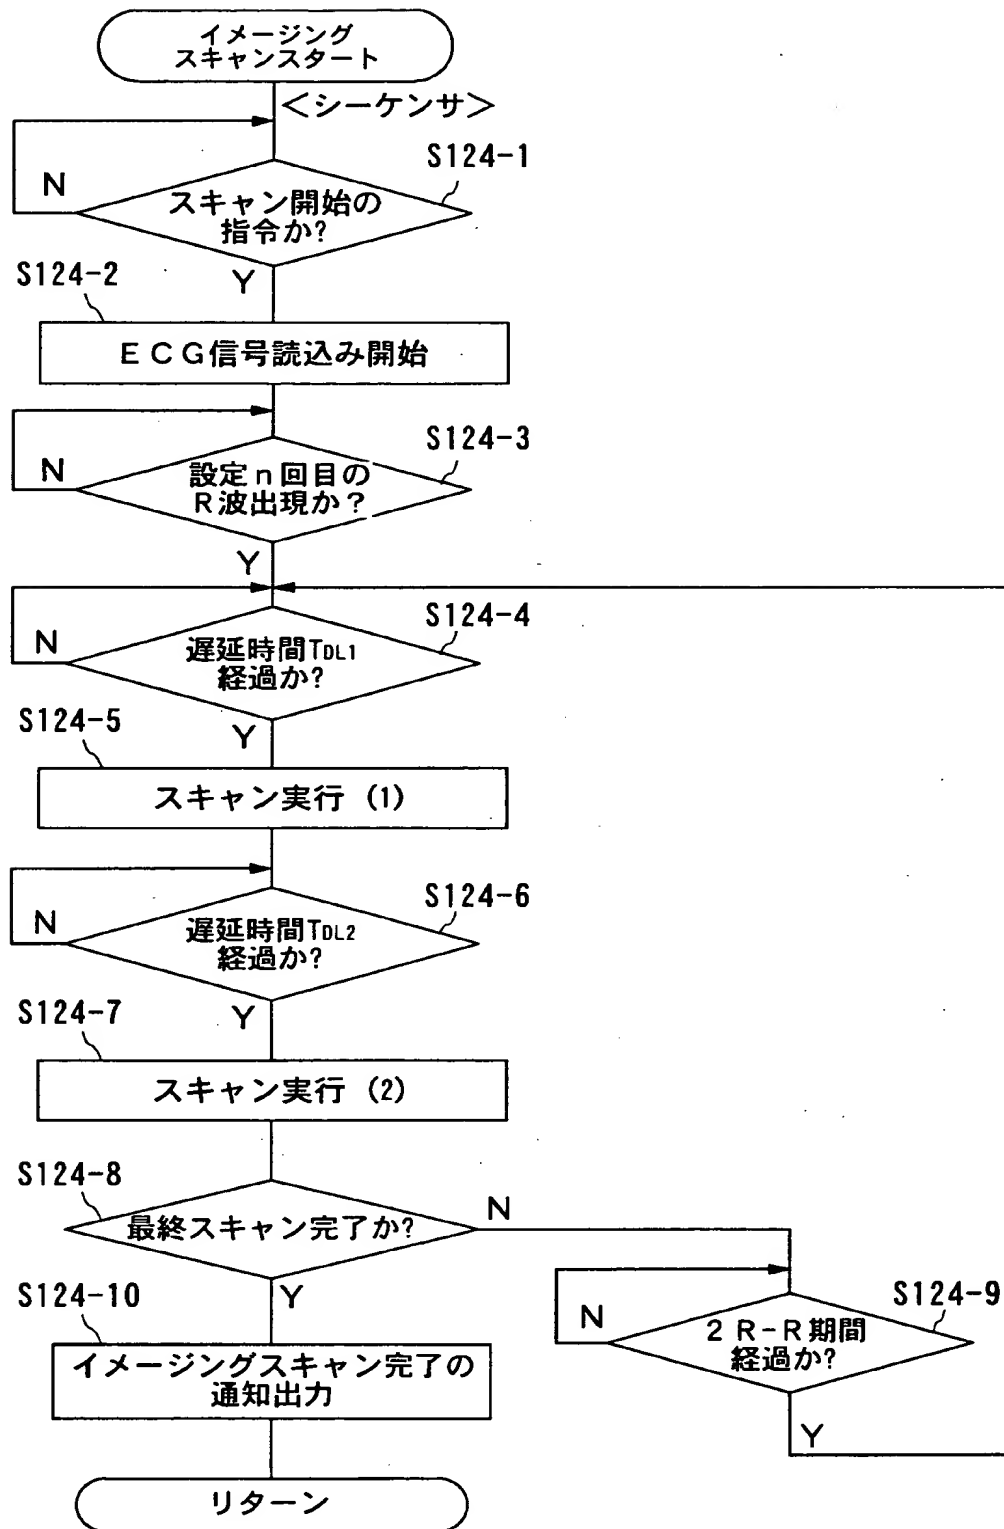 イメージング
スキャンスタート
<シーケンサ>
S124-1
N
スキャン開始の
指令か?
Y
S124-2
ECG信号読込み開始
S124-3
N
設定n回目の
R波出現か?
Y
S124-4
N
遅延時間TDL1
経過か?
Y
S124-5
スキャン実行 (1)
S124-6
N
遅延時間TDL2
経過か?
Y
S124-7
スキャン実行 (2)
S124-8
最終スキャン完了か?
N
Y
S124-9
N
2 R-R期間
経過か?
Y
S124-10
イメージングスキャン完了の
通知出力
リターン